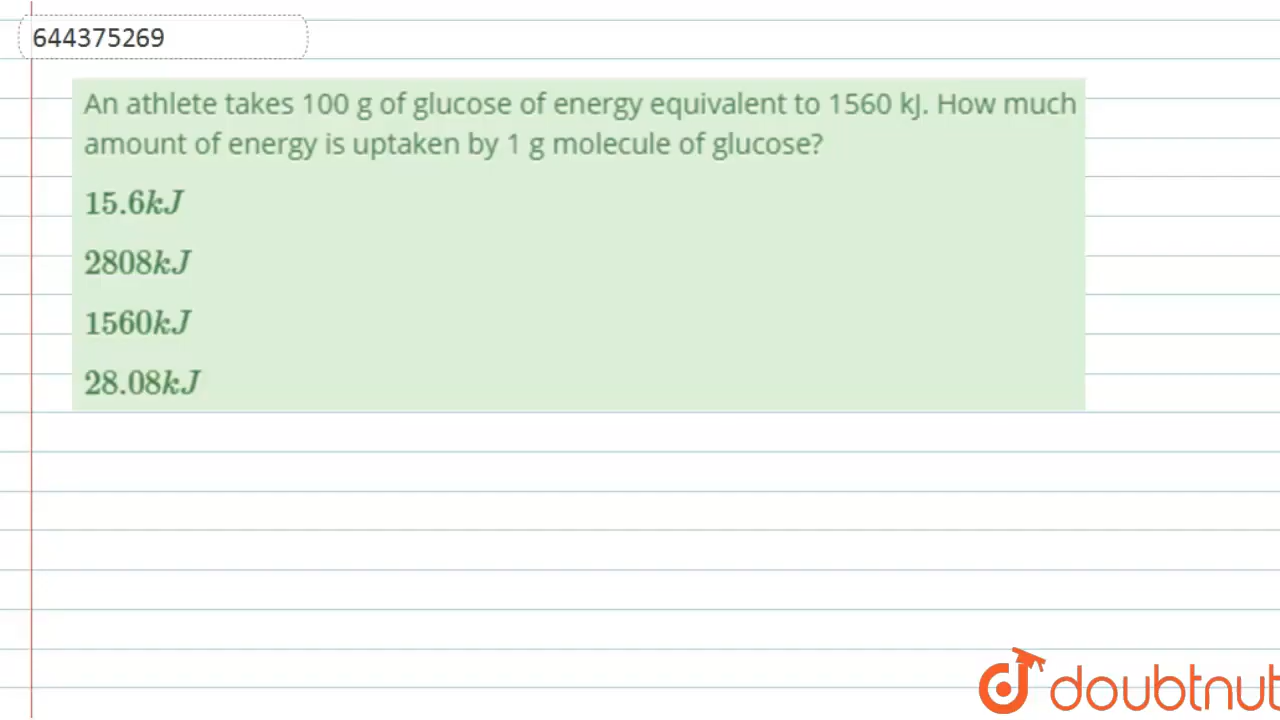 644375269
An athlete takes 100 g of glucose of energy equivalent to 1560 kJ. How much
amount of energy is uptaken by 1 g molecule of glucose?
15.6kJ
2808kJ
1560kJ
28.08kJ
doubtnut